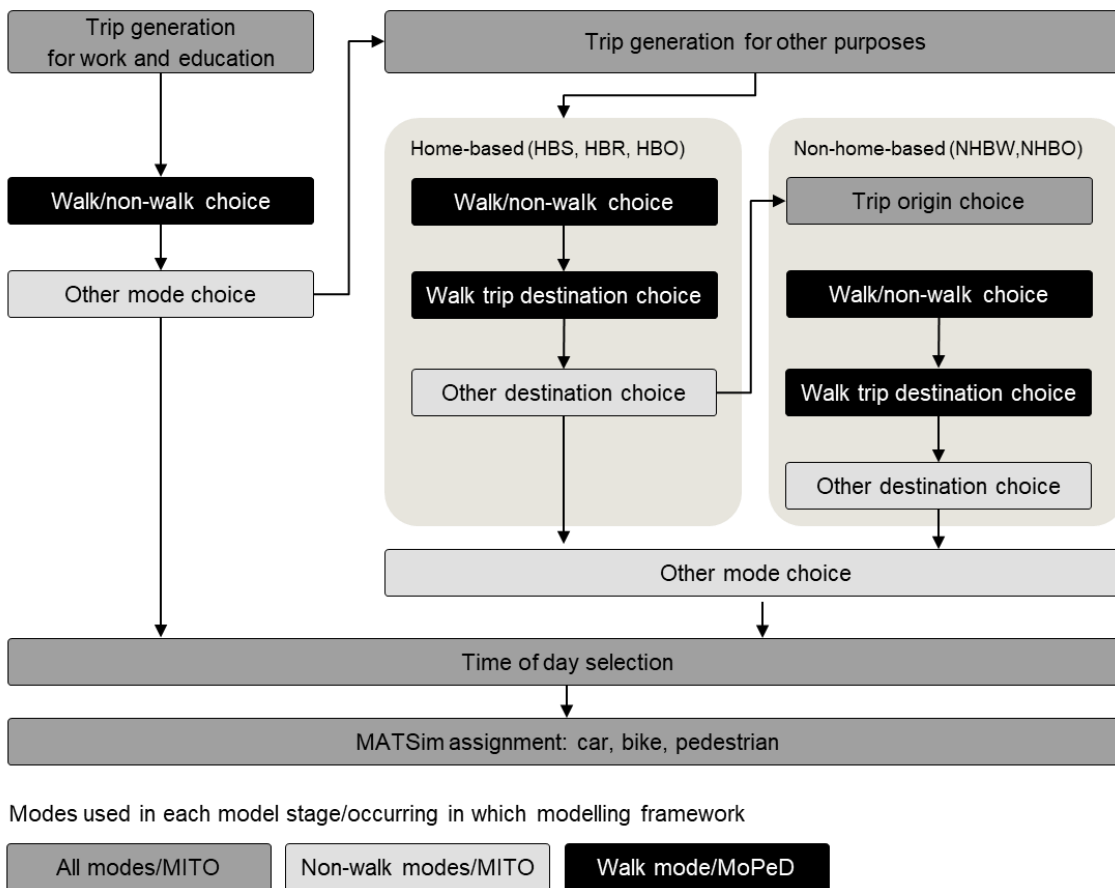 Trip generation
for work and education
Trip generation for other purposes
Home-based (HBS, HBR, HBO)
Non-home-based (NHBW,NHBO)
Walk/non-walk choice
Walk/non-walk choice
Trip origin choice
Other mode choice
Walk trip destination choice
Walk/non-walk choice
Other destination choice
Walk trip destination choice
Other destination choice
Other mode choice
Time of day selection
MATSim assignment: car, bike, pedestrian
Modes used in each model stage/occurring in which modelling framework
All modes/MITO
Non-walk modes/MITO
Walk mode/MoPeD